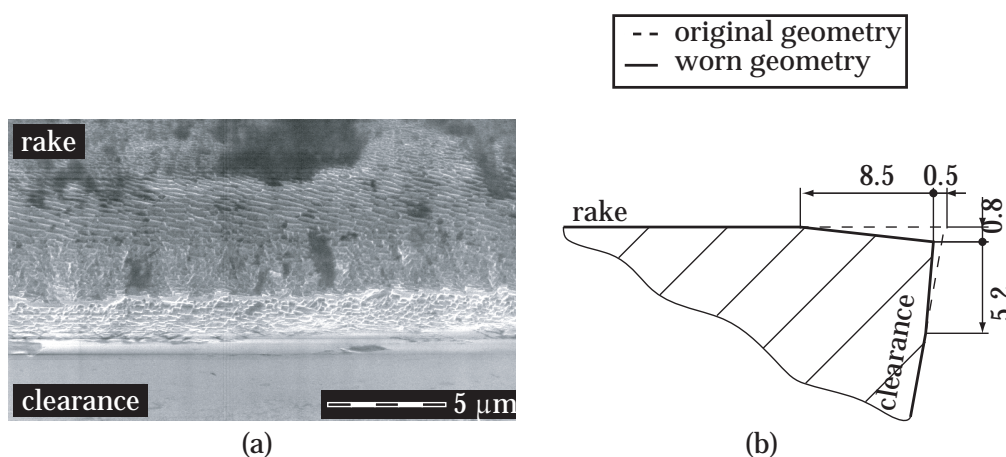 original geometry
worn geometry
rake
clearance
5 μm
(a)
8.5 0.5
0.8
rake
5.2
clearance
(b)